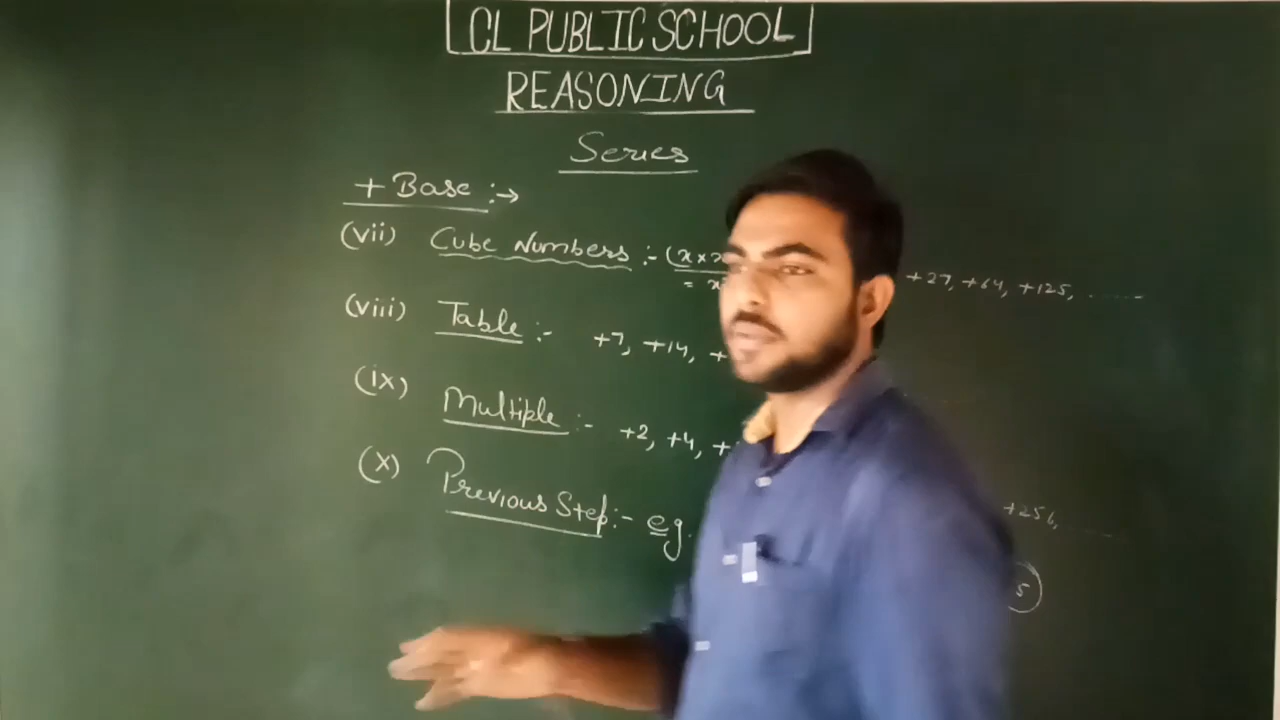 CL PUBLIC SCHOOL
REASONING
Series
+ Base :→
(vii) Cube Numbers :- (x × x +27, +64, +125, ......
= x
(viii) Table :- +7, +14, +
(ix) Multiple :- +2, +4, +
+256, ......
(x) Previous Step :- eg.
5